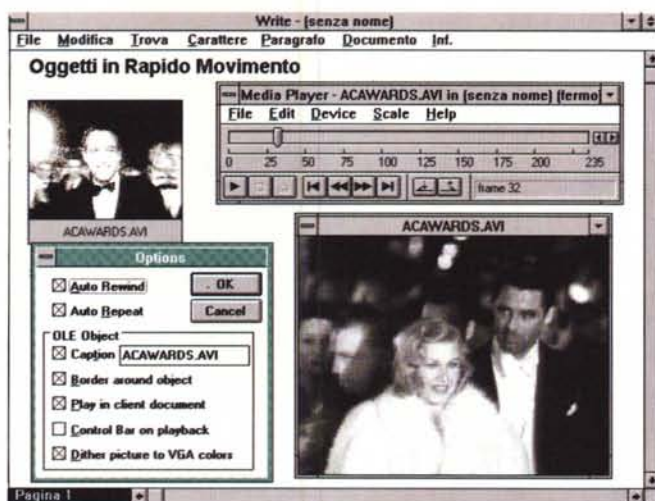 Write - (senza nome)
File Modifica Trova Carattere Paragrafo Documento Inf.
Oggetti in Rapido Movimento
ACAWARDS.AVI
Media Player - ACAWARDS.AVI in (senza nome) (fermo
File Edit Device Scale Help
0 25 50 75 100 125 150 175 200 235
frame 32
Options
Auto Rewind
OK
Auto Repeat
Cancel
OLE Object
Caption ACAWARDS.AVI
Border around object
Play in client document
Control Bar on playback
Dither picture to VGA colors
ACAWARDS.AVI
Pagina 1